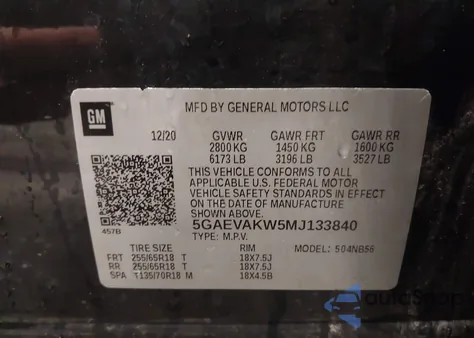 GM
MFD BY GENERAL MOTORS LLC
12/20 GVWR GAWR FRT GAWR RR
2800 KG 1450 KG 1600 KG
6173 LB 3196 LB 3527 LB
THIS VEHICLE CONFORMS TO ALL
APPLICABLE U.S. FEDERAL MOTOR
VEHICLE SAFETY STANDARDS IN EFFECT
ON THE DATE OF MANUFACTURE
SHOWN ABOVE.
5GAEVAKW5MJ133840
457B TYPE: M.P.V.
TIRE SIZE RIM MODEL: 504NB56
FRT 255/65R18 T 18X7.5J
RR 255/65R18 T 18X7.5J
SPA T135/70R18 M 18X4.5B